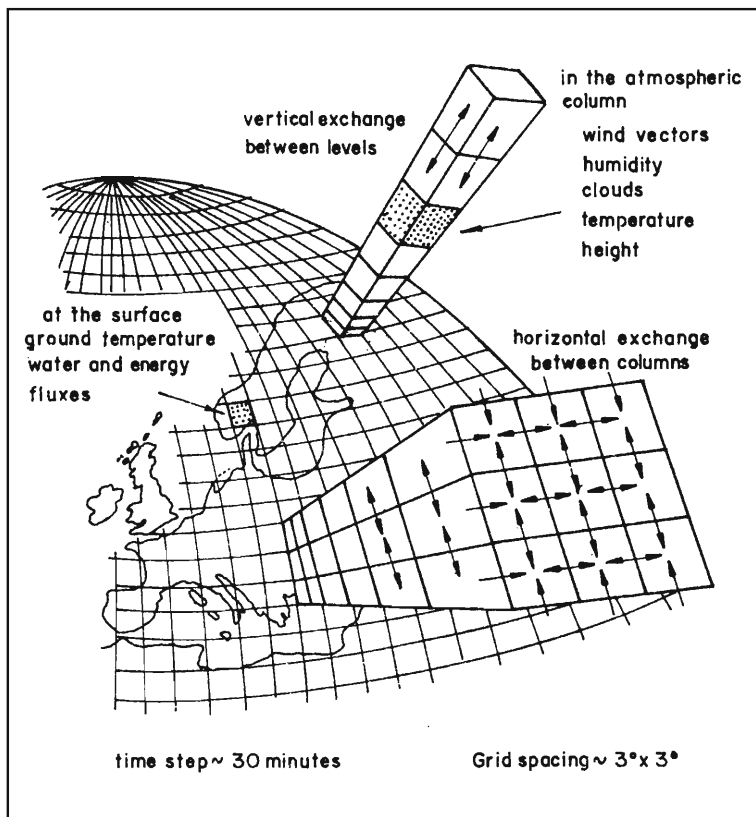 in the atmospheric
column
vertical exchange
between levels
wind vectors
humidity
clouds
temperature
height
at the surface
ground temperature
water and energy
fluxes
horizontal exchange
between columns
time step ~ 30 minutes
Grid spacing ~ 3° x 3°